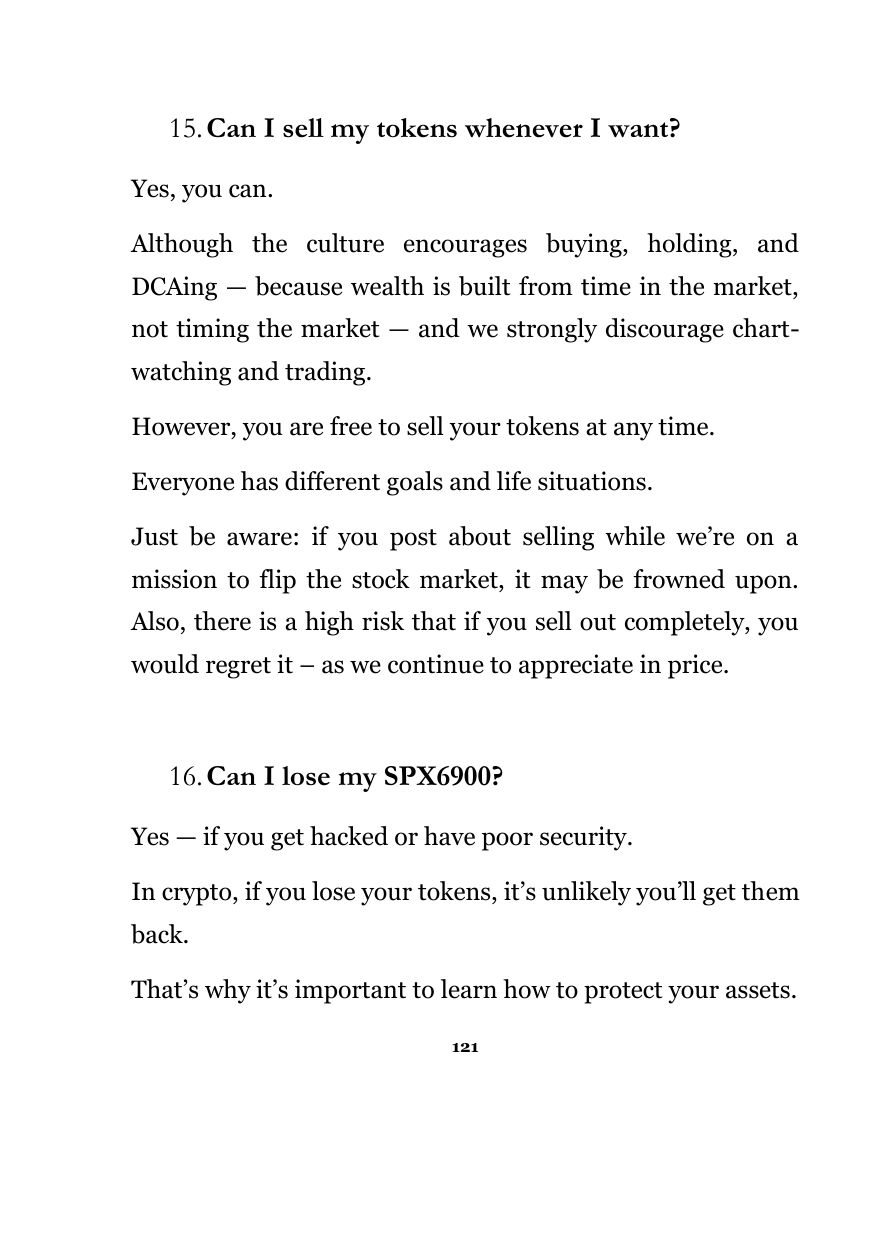 15. Can I sell my tokens whenever I want?
Yes, you can.
Although the culture encourages buying, holding, and
DCAing — because wealth is built from time in the market,
not timing the market — and we strongly discourage chart-
watching and trading.
However, you are free to sell your tokens at any time.
Everyone has different goals and life situations.
Just be aware: if you post about selling while we’re on a
mission to flip the stock market, it may be frowned upon.
Also, there is a high risk that if you sell out completely, you
would regret it – as we continue to appreciate in price.
16. Can I lose my SPX6900?
Yes — if you get hacked or have poor security.
In crypto, if you lose your tokens, it’s unlikely you’ll get them
back.
That’s why it’s important to learn how to protect your assets.
121